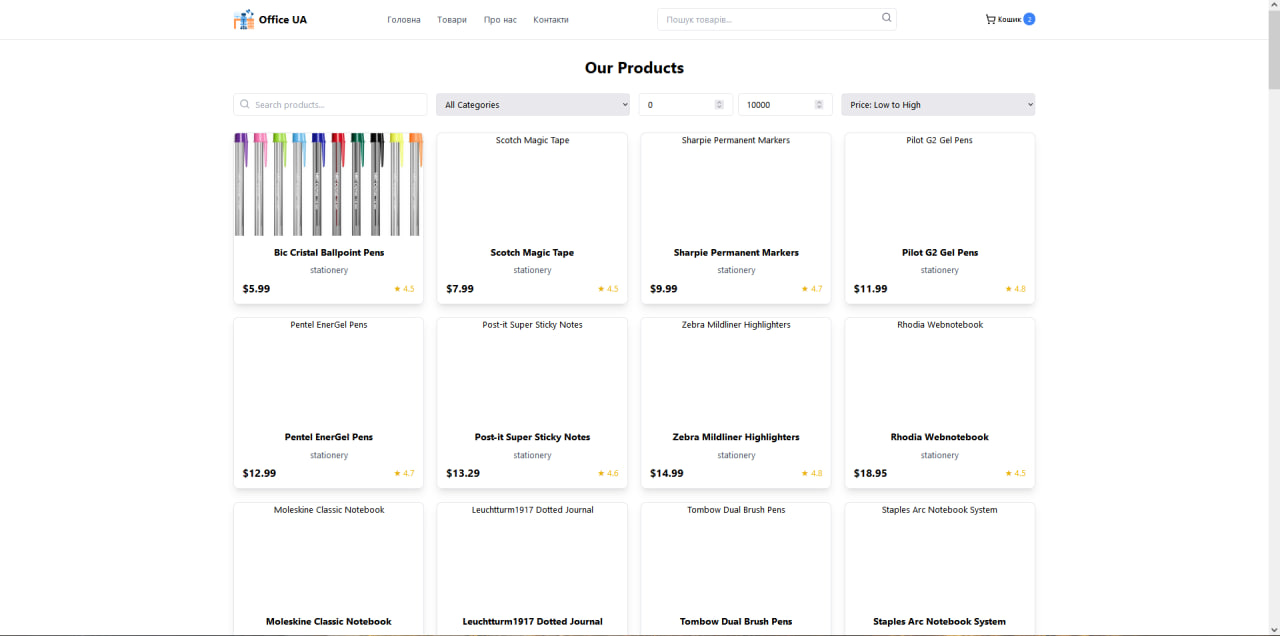 Office UA
Головна Товари Про нас Контакти
Пошук товарів...
Кошик 2
Our Products
Search products...
All Categories
0
10000
Price: Low to High
Scotch Magic Tape
Sharpie Permanent Markers
Pilot G2 Gel Pens
Bic Cristal Ballpoint Pens
stationery
$5.99 ★ 4.5
Scotch Magic Tape
stationery
$7.99 ★ 4.5
Sharpie Permanent Markers
stationery
$9.99 ★ 4.7
Pilot G2 Gel Pens
stationery
$11.99 ★ 4.8
Pentel EnerGel Pens
Post-it Super Sticky Notes
Zebra Mildliner Highlighters
Rhodia Webnotebook
Pentel EnerGel Pens
stationery
$12.99 ★ 4.7
Post-it Super Sticky Notes
stationery
$13.29 ★ 4.6
Zebra Mildliner Highlighters
stationery
$14.99 ★ 4.8
Rhodia Webnotebook
stationery
$18.95 ★ 4.5
Moleskine Classic Notebook
Leuchtturm1917 Dotted Journal
Tombow Dual Brush Pens
Staples Arc Notebook System
Moleskine Classic Notebook
Leuchtturm1917 Dotted Journal
Tombow Dual Brush Pens
Staples Arc Notebook System